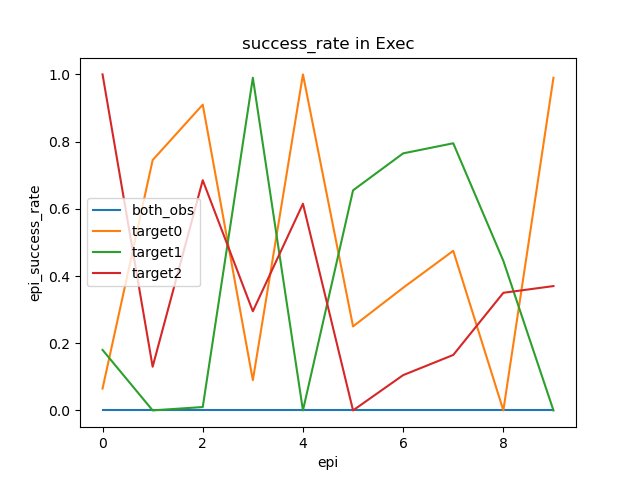 success_rate in Exec
epi_success_rate
1.0
0.8
0.6
0.4
0.2
0.0
both_obs
target0
target1
target2
0
2
4
6
8
epi